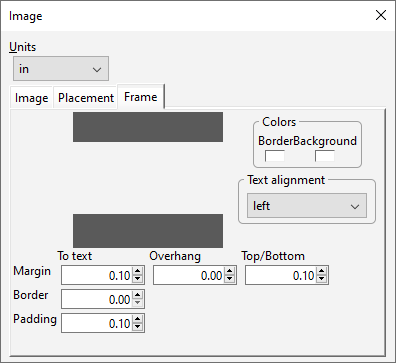 Image
Units
in
Image Placement Frame
Colors
BorderBackground
Text alignment
left
To text Overhang Top/Bottom
Margin 0.10 0.00 0.10
Border 0.00
Padding 0.10